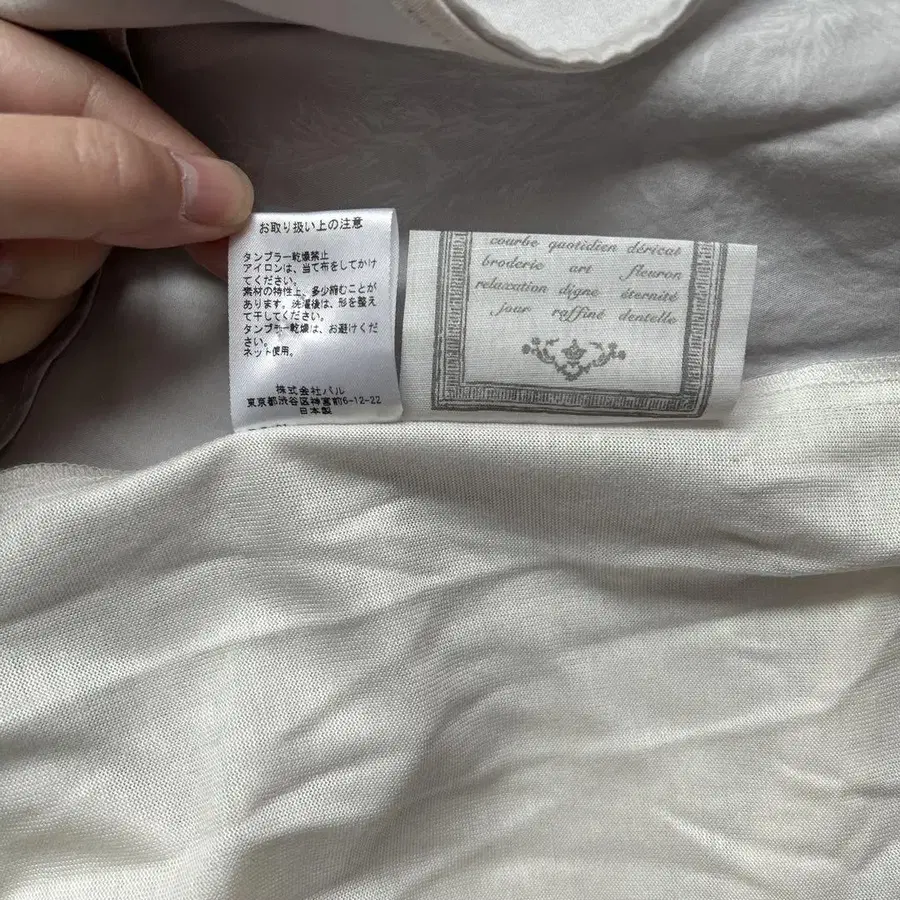 お取り扱い上の注意
タンブラー乾燥禁止
アイロンは、当て布をしてかけ
てください。
素材の特性上、多少縮むことが
あります。洗濯後は、形を整え
て干してください。
タンブラー乾燥は、お避けくだ
さい。
ネット使用。
株式会社パル
東京都渋谷区神宮前6-12-22
日本製
courbe quotidien déricat
broderie art fleuron
relaxation digne éternité
jour raffiné dentelle